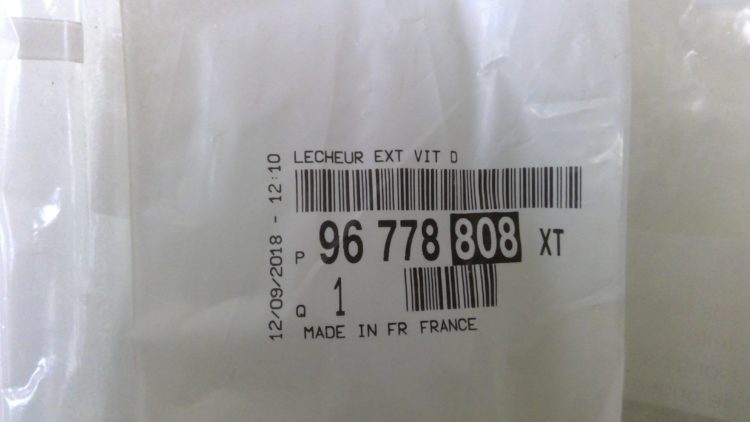 LECHEUR EXT VIT D
P 96 778 808 XT
Q 1
MADE IN FR FRANCE
12/09/2018 - 12:10